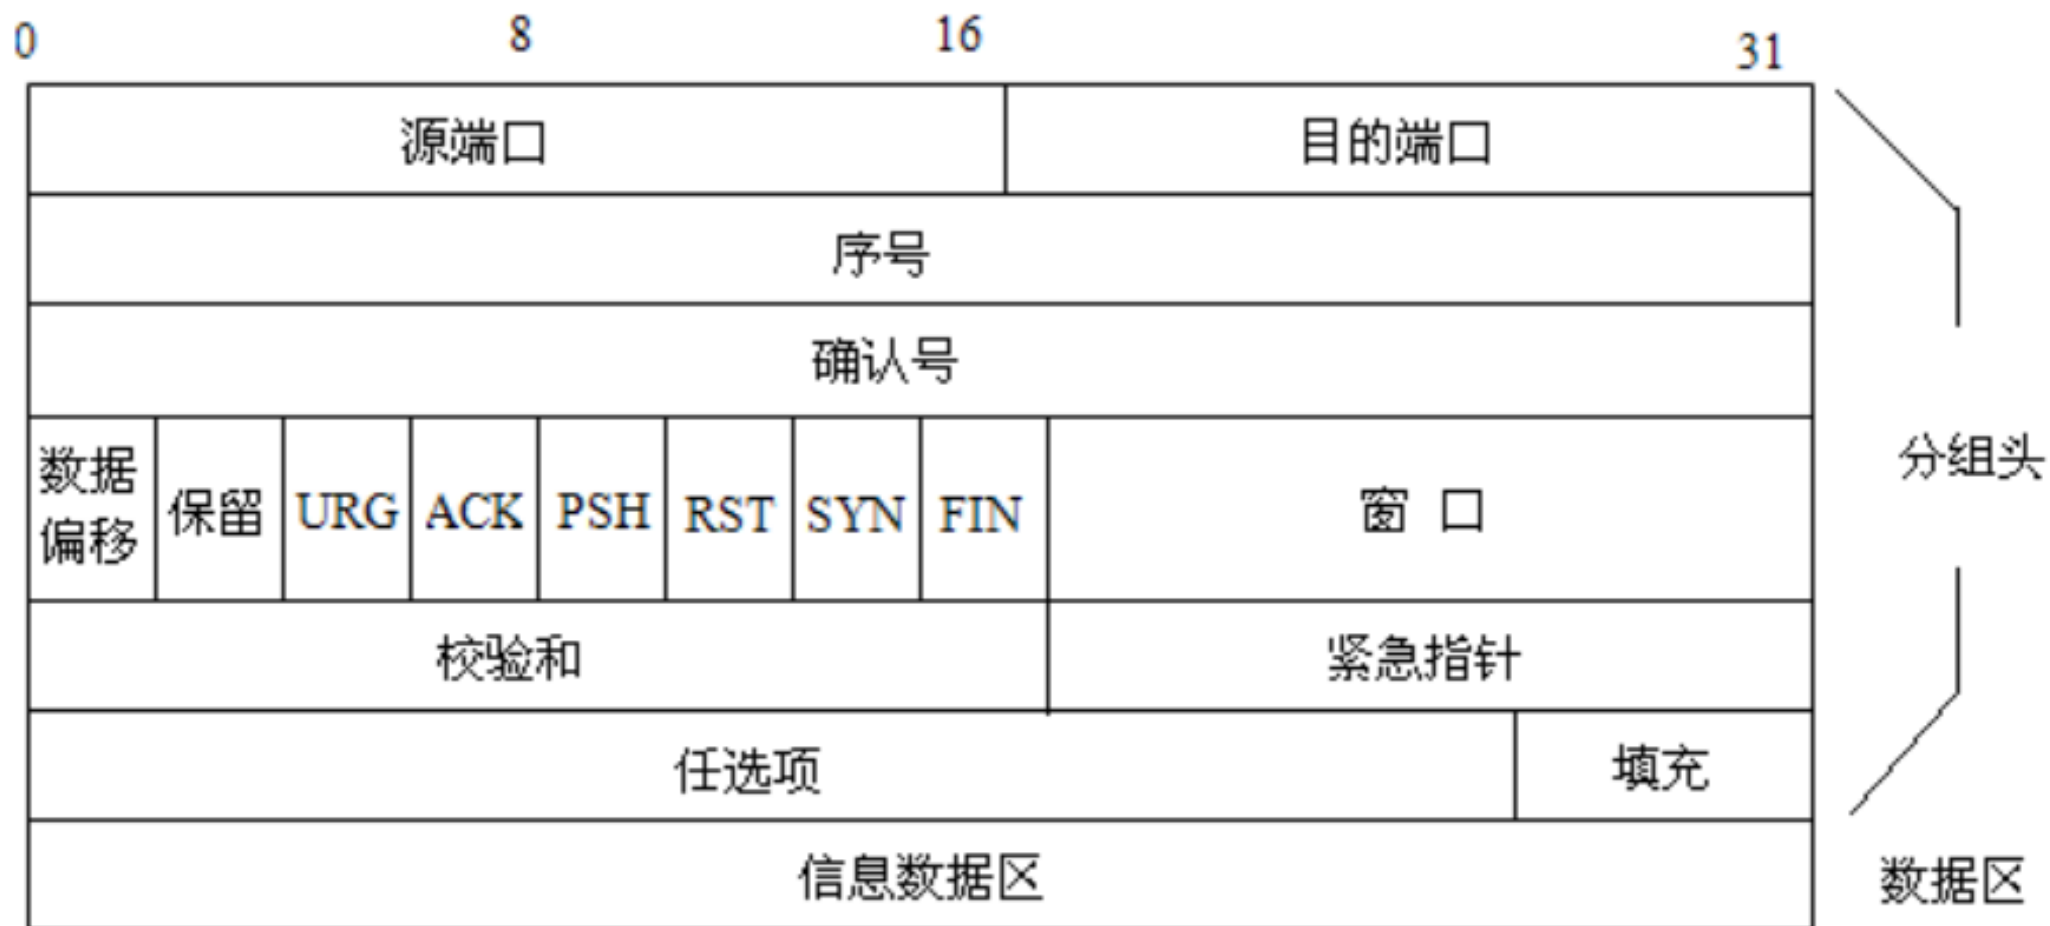 0 8 16 31
源端口 目的端口
序号
确认号
数据偏移 保留 URG ACK PSH RST SYN FIN 窗 口
分组头
校验和 紧急指针
任选项 填充
信息数据区 数据区